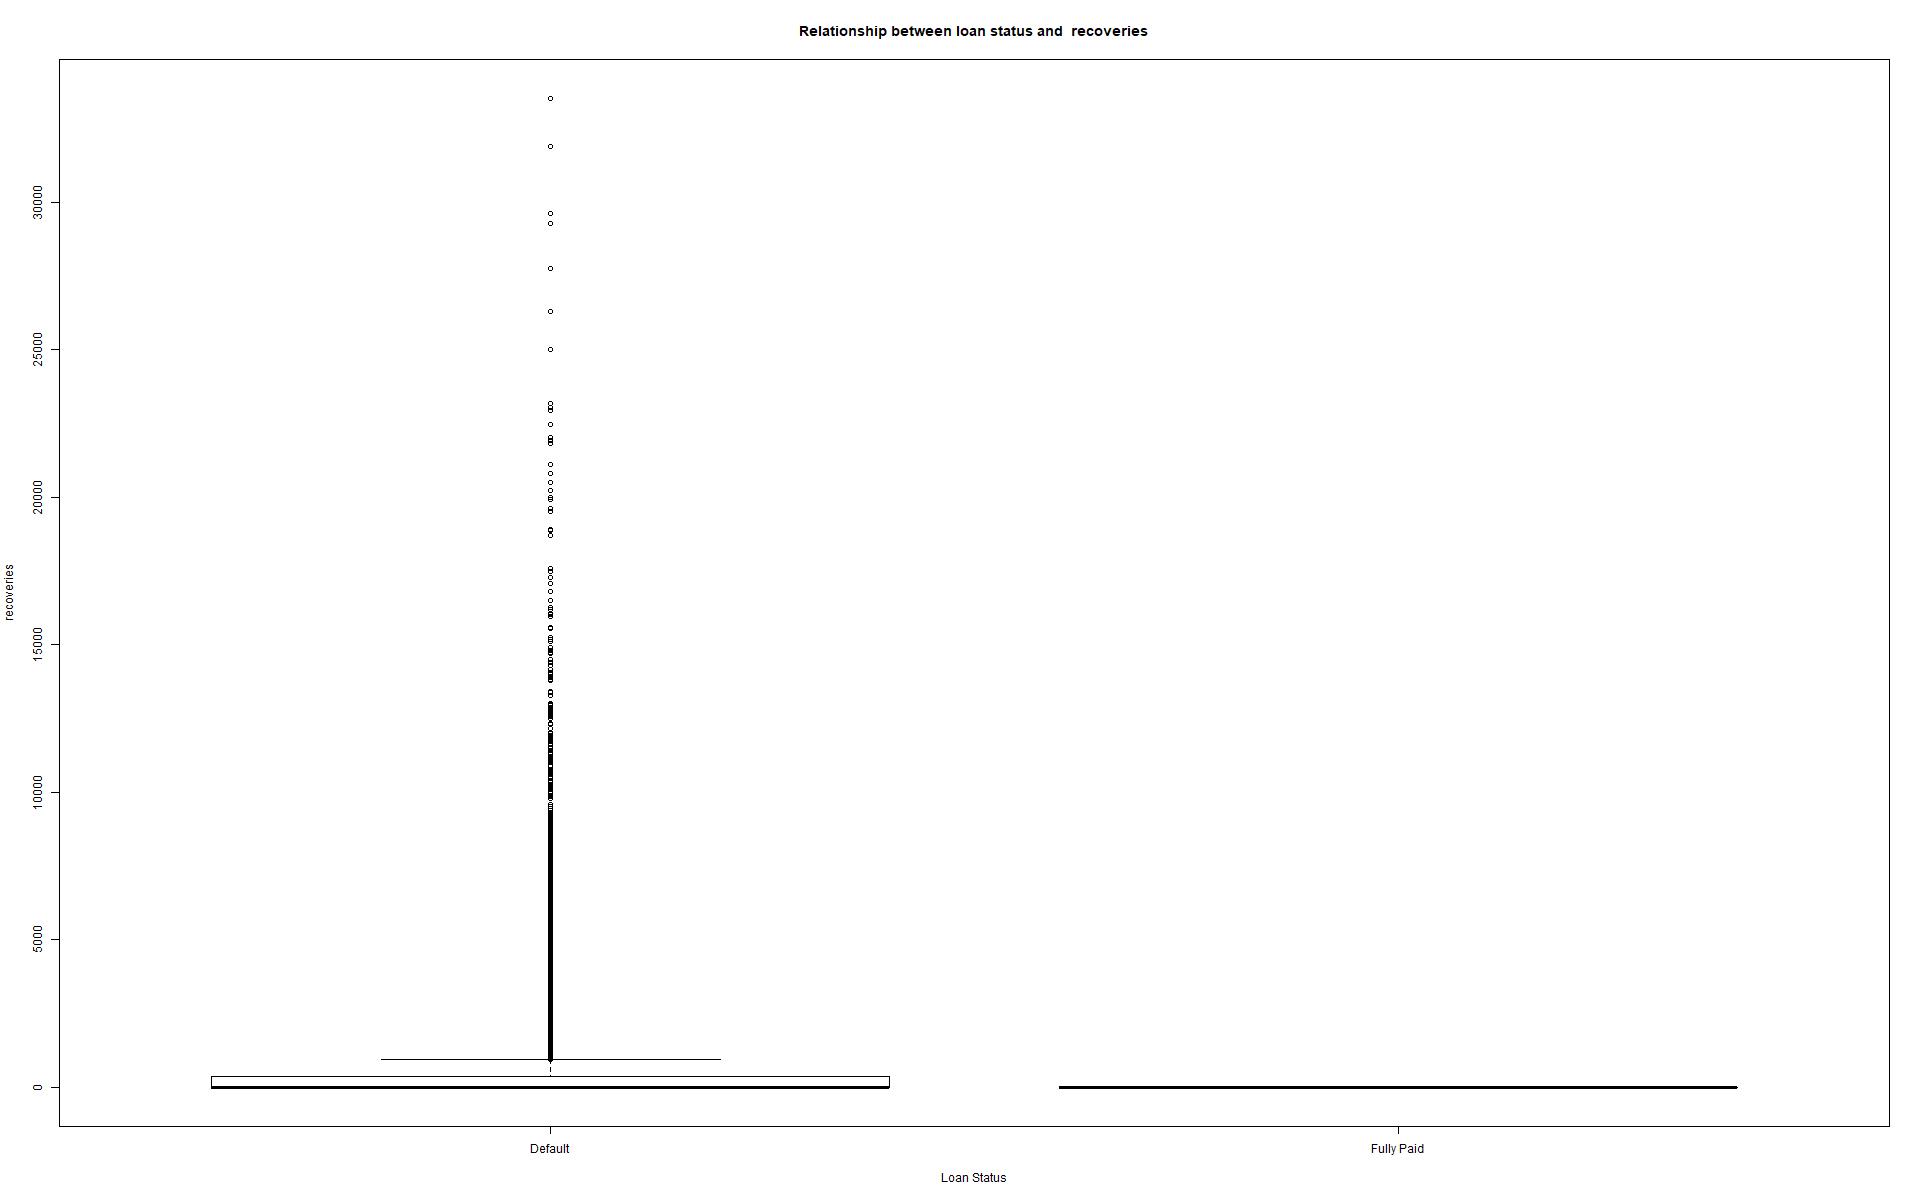 Relationship between loan status and  recoveries
30000
25000
20000
15000
10000
5000
0
recoveries
Default
Fully Paid
Loan Status